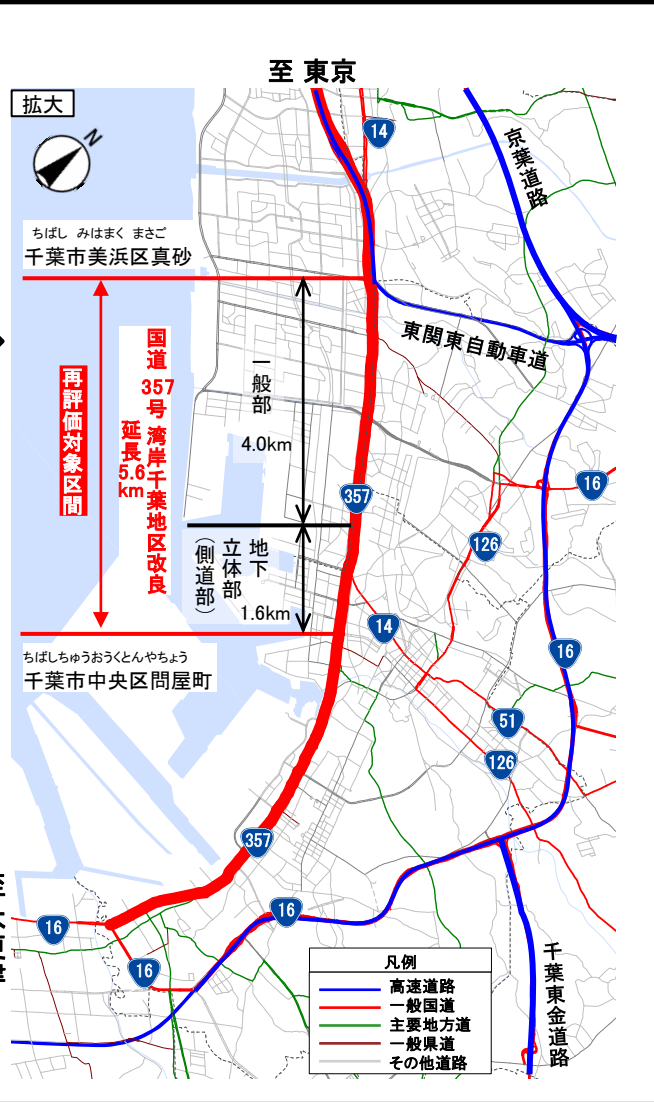 至 東京
拡大
N
14
京葉道路
ちばし みはまく まさご
千葉市美浜区真砂
東関東自動車道
再評価対象区間
国道357号 湾岸千葉地区改良
延長5.6km
一般部
4.0km
357
16
126
地下
立体部
(側道部)
1.6km
14
16
ちばしちゅうおうくとんやちょう
千葉市中央区問屋町
51
126
357
16
16
16
千葉東金道路
凡例
高速道路
一般国道
主要地方道
一般県道
その他道路